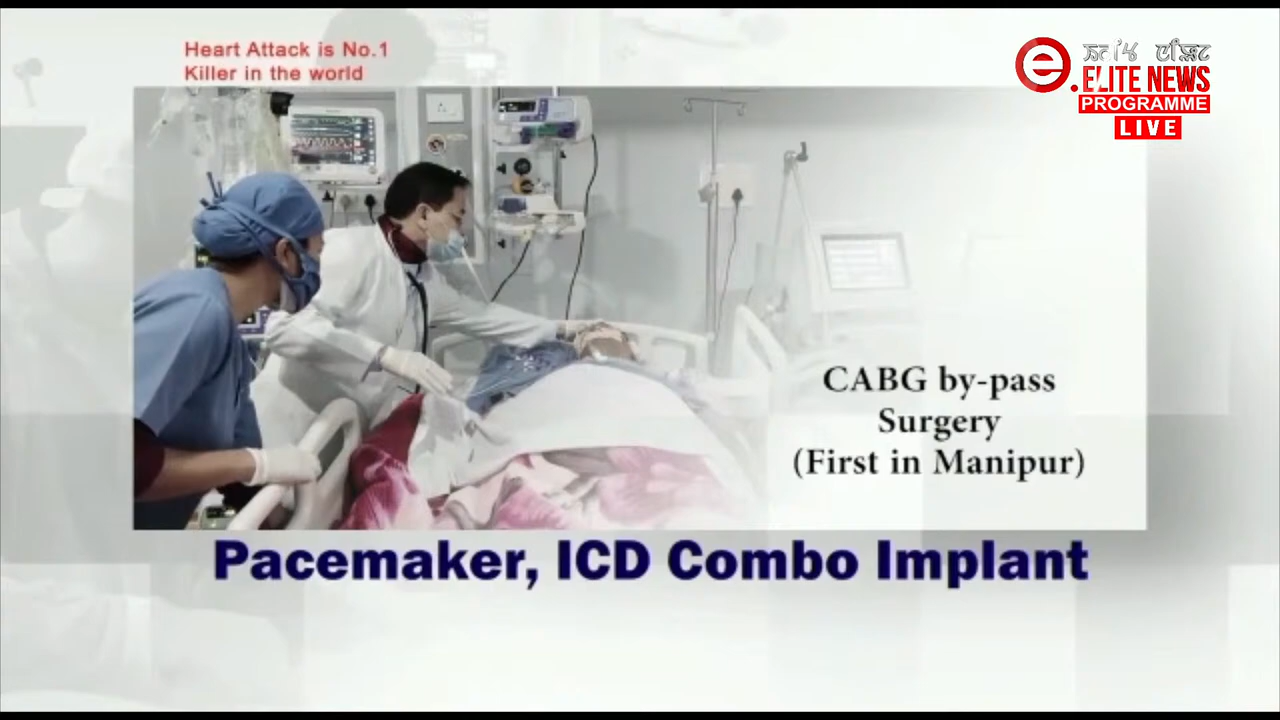 Heart Attack is No.1
Killer in the world
e.
ELITE NEWS
PROGRAMME
LIVE
CABG by-pass
Surgery
(First in Manipur)
Pacemaker, ICD Combo Implant